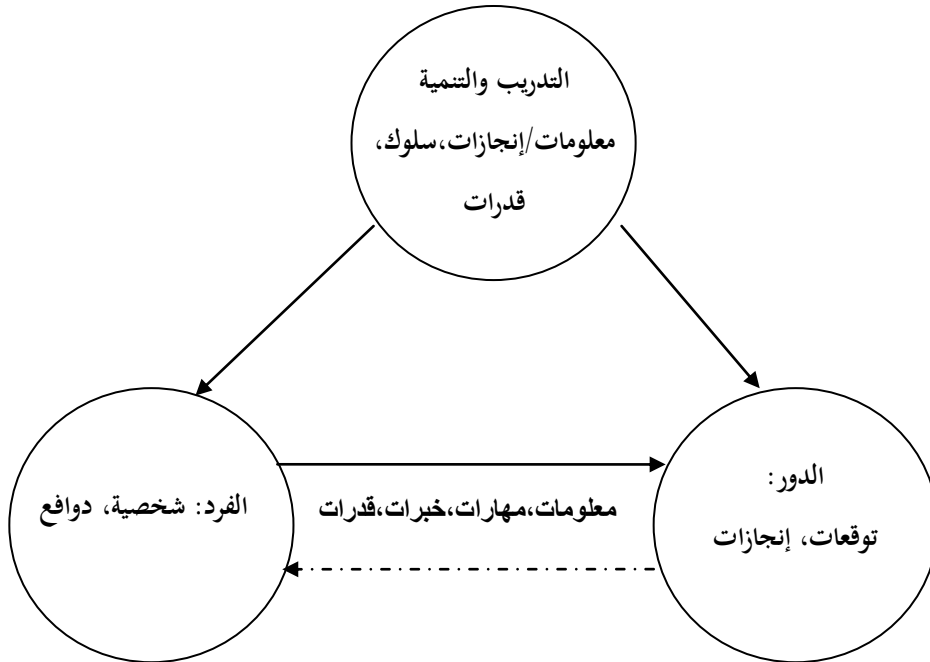 التدريب والتنمية
معلومات/إنجازات،سلوك،
قدرات
الدور:
توقعات، إنجازات
معلومات،مهارات،خبرات،قدرات
الفرد: شخصية، دوافع